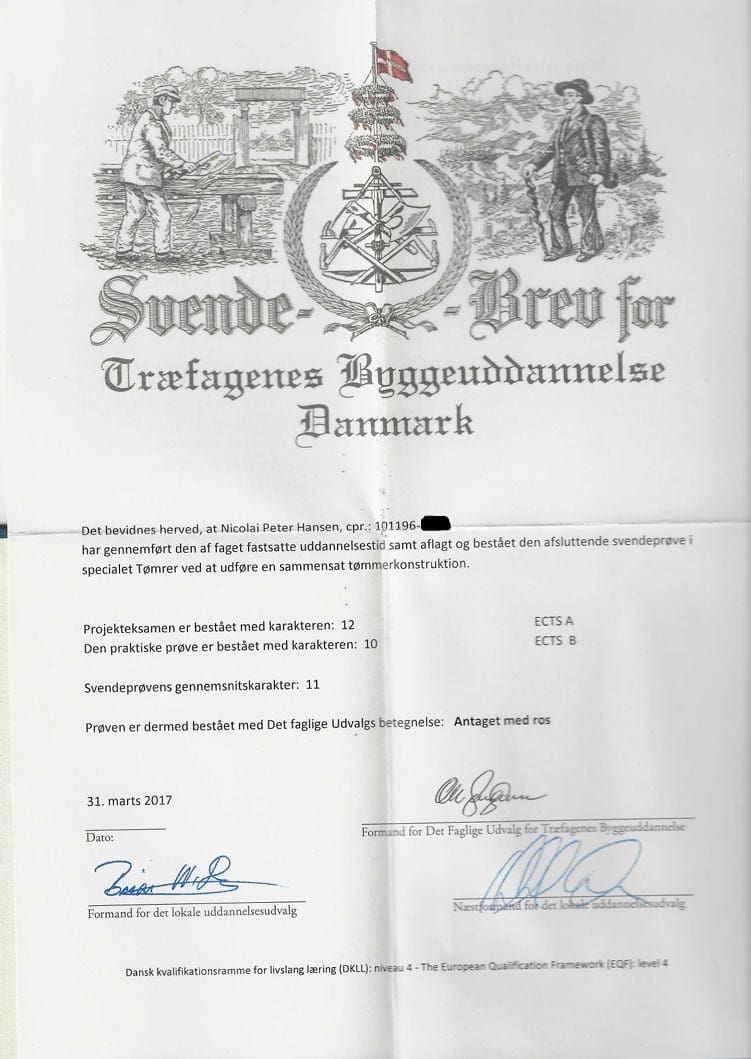 Svende- -Brev for
Træfagenes Byggeuddannelse
Danmark
Det bevidnes herved, at Nicolai Peter Hansen, cpr.: 101196-
har gennemført den af faget fastsatte uddannelsestid samt aflagt og bestået den afsluttende svendeprøve i
specialet Tømrer ved at udføre en sammensat tømmerkonstruktion.
Projekteksamen er bestået med karakteren: 12 ECTS A
Den praktiske prøve er bestået med karakteren: 10 ECTS B
Svendeprøvens gennemsnitskarakter: 11
Prøven er dermed bestået med Det faglige Udvalgs betegnelse: Antaget med ros
31. marts 2017
Dato:
Formand for Det Faglige Udvalg for Træfagenes Byggeuddannelse
Formand for det lokale uddannelsesudvalg
Næstformand for det lokale uddannelsesudvalg
Dansk kvalifikationsramme for livslang læring (DKLL): niveau 4 - The European Qualification Framework (EQF): level 4